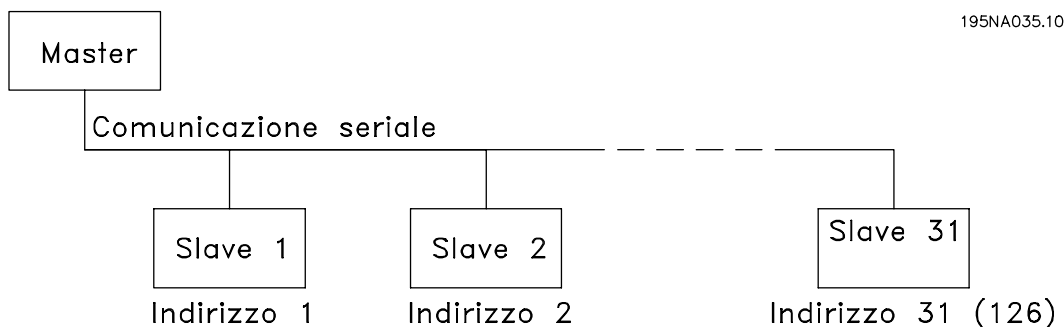 195NA035.10
Master
Comunicazione seriale
Slave 1
Slave 2
Slave 31
Indirizzo 1
Indirizzo 2
Indirizzo 31 (126)